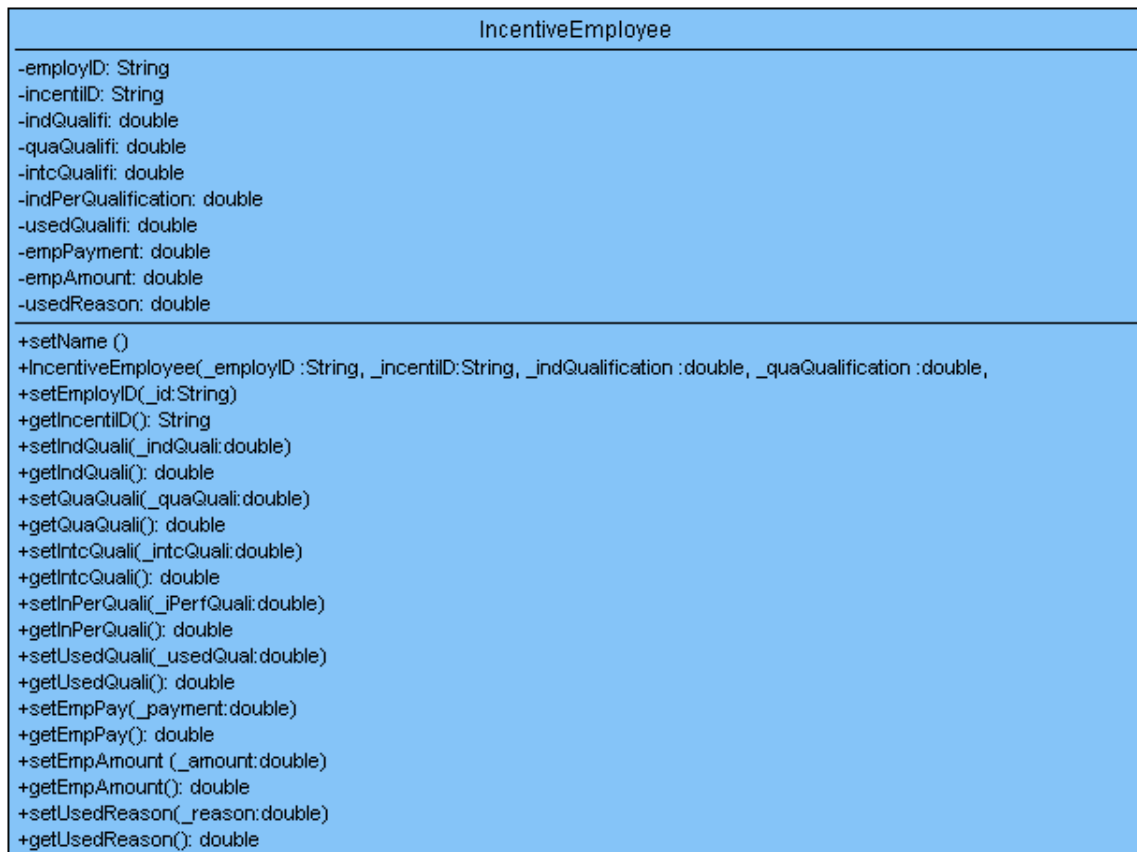 IncentiveEmployee
-employID: String
-incentiID: String
-indQualifi: double
-quaQualifi: double
-intcQualifi: double
-indPerQualification: double
-usedQualifi: double
-empPayment: double
-empAmount: double
-usedReason: double
+setName ()
+IncentiveEmployee(_employID :String, _incentiID:String, _indQualification :double, _quaQualification :double,
+setEmployID(_id:String)
+getIncentiID(): String
+setIndQuali(_indQuali:double)
+getIndQuali(): double
+setQuaQuali(_quaQuali:double)
+getQuaQuali(): double
+setIntcQuali(_intcQuali:double)
+getIntcQuali(): double
+setInPerQuali(_iPerfQuali:double)
+getInPerQuali(): double
+setUsedQuali(_usedQual:double)
+getUsedQuali(): double
+setEmpPay(_payment:double)
+getEmpPay(): double
+setEmpAmount (_amount:double)
+getEmpAmount(): double
+setUsedReason(_reason:double)
+getUsedReason(): double